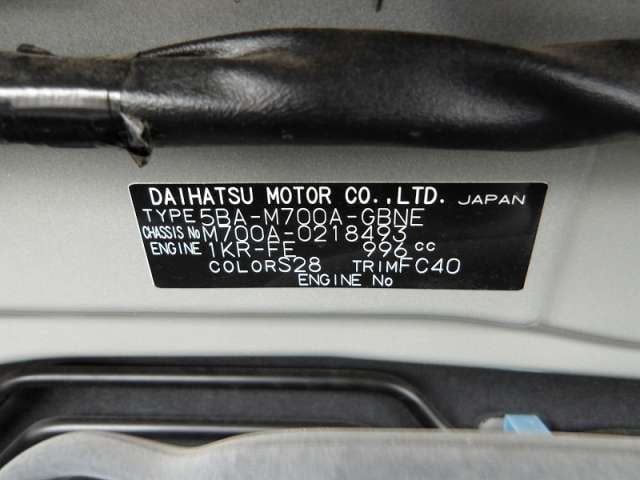 DAIHATSU MOTOR CO.,LTD. JAPAN
TYPE 5BA-M700A-GBNE
CHASSIS No M700A-0218493
ENGINE 1KR-FE 996 cc
COLOR S28 TRIM FC40
ENGINE No